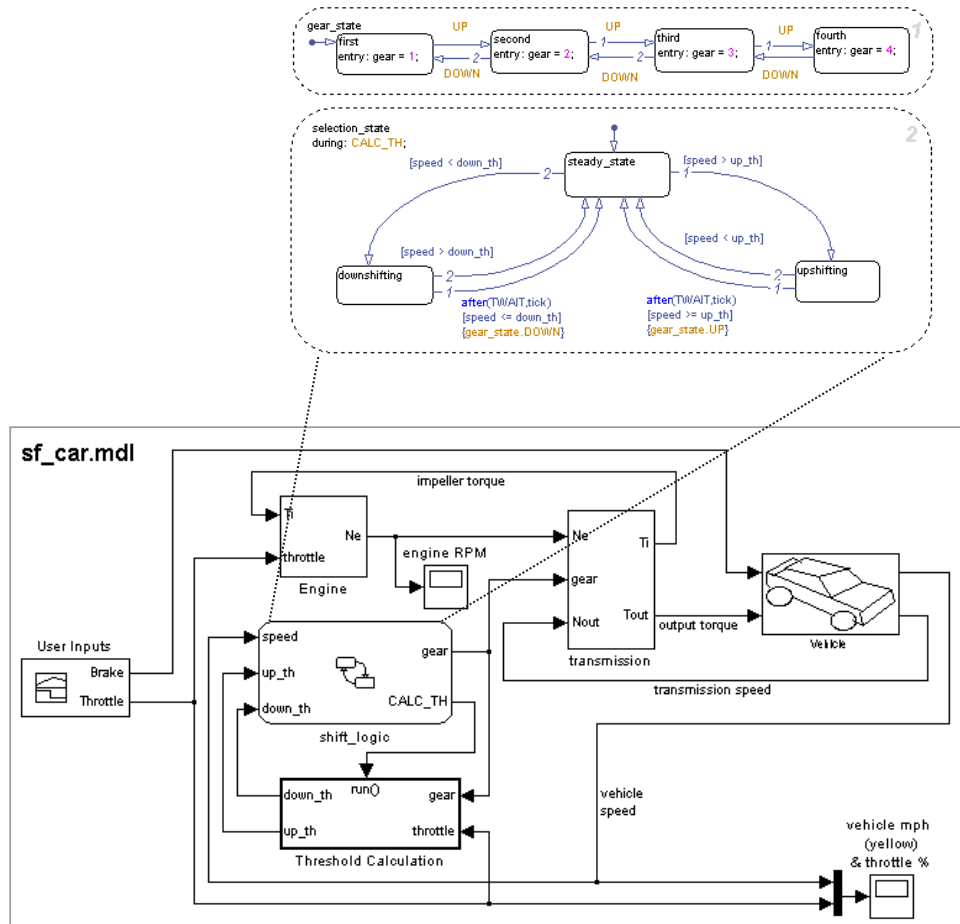 gear_state
1
first
entry: gear = 1;
UP
DOWN
2
second
entry: gear = 2;
UP
1
2
DOWN
third
entry: gear = 3;
UP
1
DOWN
fourth
entry: gear = 4;
selection_state
during: CALC_TH;
2
steady_state
[speed < down_th]
2
[speed > up_th]
1
[speed > down_th]
[speed < up_th]
downshifting
2
1
upshifting
2
1
after(TWAIT,tick)
[speed <= down_th]
{gear_state.DOWN}
after(TWAIT,tick)
[speed >= up_th]
{gear_state.UP}
sf_car.mdl
impeller torque
Ti
Ne
throttle
Engine
engine RPM
Ne
Ti
gear
Nout
Tout
transmission
output torque
Vehicle
transmission speed
User Inputs
Brake
Throttle
speed
gear
up_th
CALC_TH
down_th
shift_logic
run()
down_th
gear
up_th
throttle
Threshold Calculation
vehicle
speed
vehicle mph
(yellow)
& throttle %